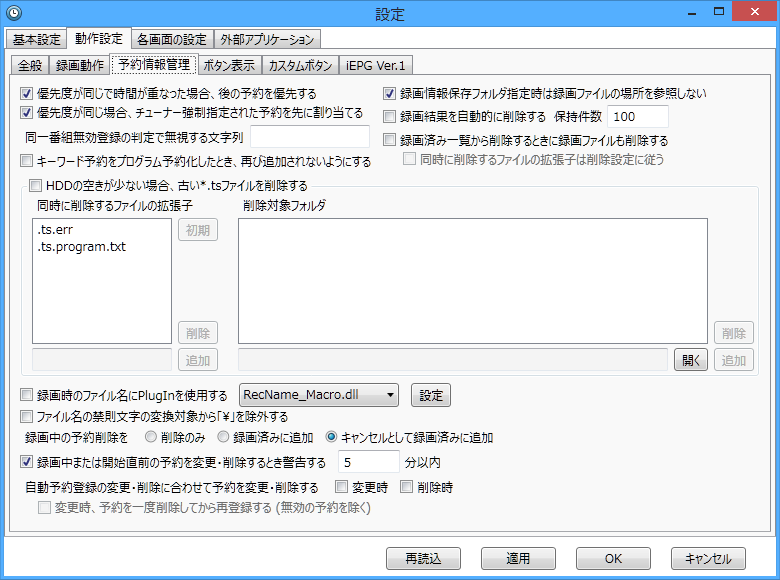 設定
基本設定 動作設定 各画面の設定 外部アプリケーション
全般 録画動作 予約情報管理 ボタン表示 カスタムボタン iEPG Ver.1
優先度が同じで時間が重なった場合、後の予約を優先する
優先度が同じ場合、チューナー強制指定された予約を先に割り当てる
同一番組無効登録の判定で無視する文字列
キーワード予約をプログラム予約化したとき、再び追加されないようにする
録画情報保存フォルダ指定時は録画ファイルの場所を参照しない
録画結果を自動的に削除する 保持件数 100
録画済み一覧から削除するときに録画ファイルも削除する
同時に削除するファイルの拡張子は削除設定に従う
HDDの空きが少ない場合、古い*.tsファイルを削除する
同時に削除するファイルの拡張子 削除対象フォルダ
.ts.err
.ts.program.txt
初期
削除 削除
追加 開く 追加
録画時のファイル名にPlugInを使用する RecName_Macro.dll 設定
ファイル名の禁則文字の変換対象から「¥」を除外する
録画中の予約削除を 削除のみ 録画済みに追加 キャンセルとして録画済みに追加
録画中または開始直前の予約を変更・削除するとき警告する 5 分以内
自動予約登録の変更・削除に合わせて予約を変更・削除する 変更時 削除時
変更時、予約を一度削除してから再登録する (無効の予約を除く)
再読込 適用 OK キャンセル